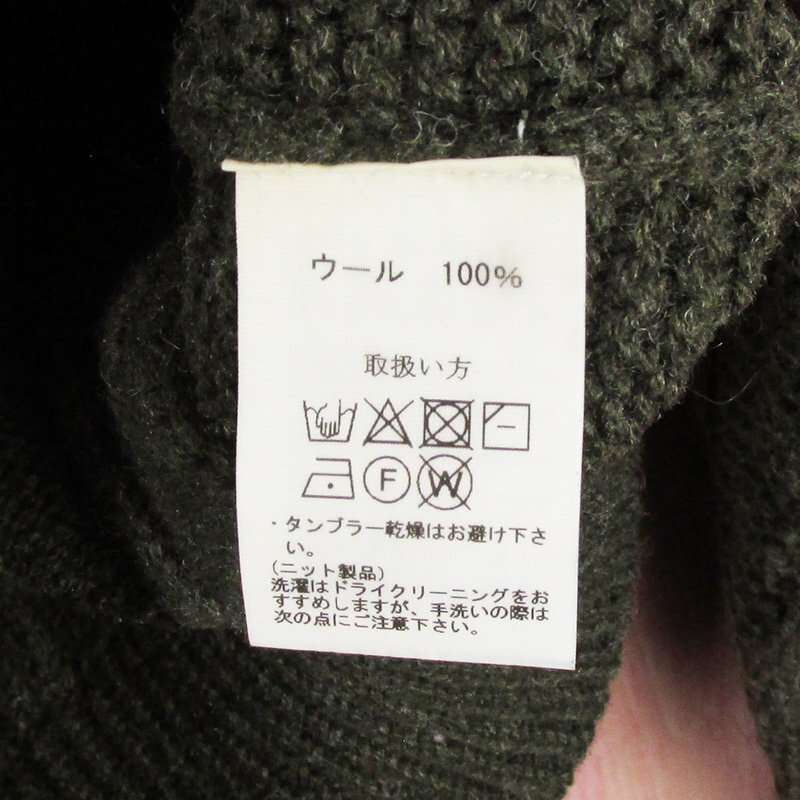 ウール 100%
取扱い方
F W
・タンブラー乾燥はお避け下さ
い。
(ニット製品)
洗濯はドライクリーニングをお
すすめしますが、手洗いの際は
次の点にご注意下さい。